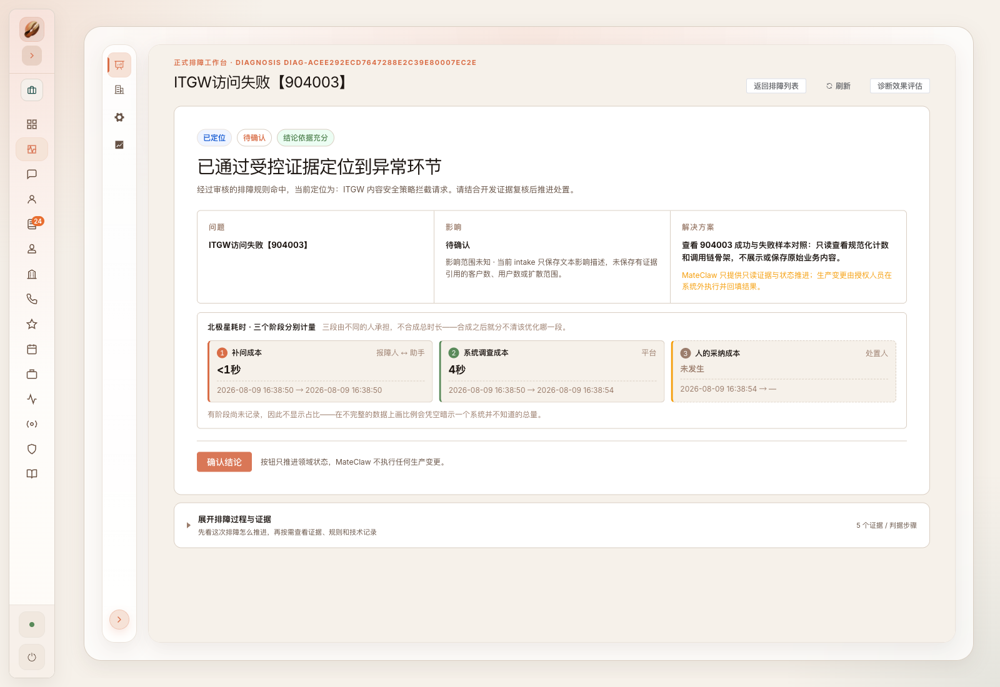 正式排障工作台 · DIAGNOSIS DIAG-ACEE292ECD7647288E2C39E80007EC2E
ITGW访问失败【904003】
返回排障列表
刷新
诊断效果评估
24
已定位
待确认
结论依据充分
已通过受控证据定位到异常环节
经过审核的排障规则命中，当前定位为：ITGW 内容安全策略拦截请求。请结合开发证据复核后推进处置。
问题
ITGW访问失败【904003】
影响
待确认
影响范围未知 · 当前 intake 只保存文本影响描述，未保存有证据
引用的客户数、用户数或扩散范围。
解决方案
查看 904003 成功与失败样本对照：只读查看规范化计数
和调用链骨架，不展示或保存原始业务内容。
MateClaw 只提供只读证据与状态推进；生产变更由授权人员在
系统外执行并回填结果。
北极星耗时 · 三个阶段分别计量 三段由不同的人承担，不合成总时长——合成之后就分不清该优化哪一段。
1 补问成本 报障人 ↔ 助手
<1秒
2026-08-09 16:38:50 → 2026-08-09 16:38:50
2 系统调查成本 平台
4秒
2026-08-09 16:38:50 → 2026-08-09 16:38:54
3 人的采纳成本 处置人
未发生
2026-08-09 16:38:54 → —
有阶段尚未记录，因此不显示占比——在不完整的数据上画比例会凭空暗示一个系统并不知道的总量。
确认结论
按钮只推进领域状态，MateClaw 不执行任何生产变更。
展开排障过程与证据
先看这次排障怎么推进，再按需查看证据、规则和技术记录
5 个证据 / 判据步骤